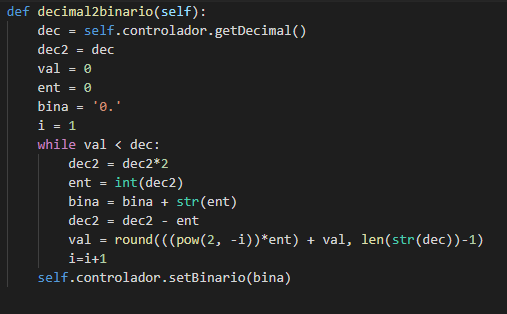 def decimal2binario(self):
    dec = self.controlador.getDecimal()
    dec2 = dec
    val = 0
    ent = 0
    bina = '0.'
    i = 1
    while val < dec:
        dec2 = dec2*2
        ent = int(dec2)
        bina = bina + str(ent)
        dec2 = dec2 - ent
        val = round(((pow(2, -i))*ent) + val, len(str(dec))-1)
        i=i+1
    self.controlador.setBinario(bina)